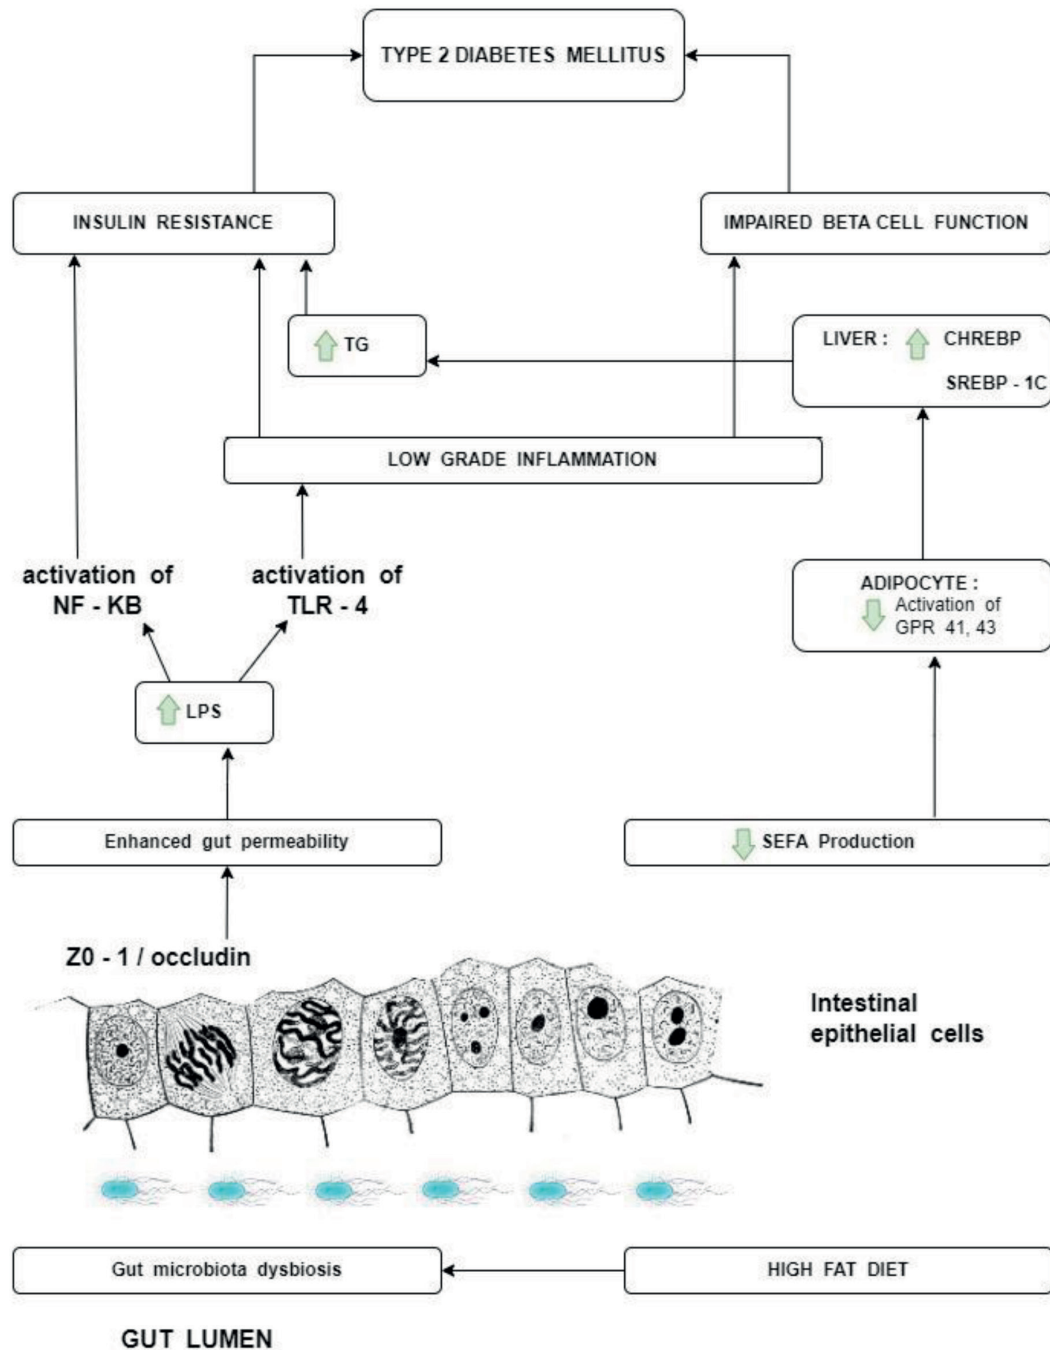 TYPE 2 DIABETES MELLITUS
INSULIN RESISTANCE
IMPAIRED BETA CELL FUNCTION
TG
LIVER : CHREBP
SREBP - 1C
LOW GRADE INFLAMMATION
activation of
NF - KB
activation of
TLR - 4
ADIPOCYTE :
Activation of
GPR 41, 43
LPS
Enhanced gut permeability
SEFA Production
Z0 - 1 / occludin
Intestinal
epithelial cells
Gut microbiota dysbiosis
HIGH FAT DIET
GUT LUMEN